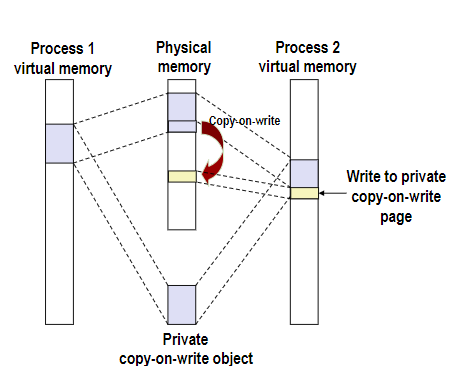 Process 1
virtual memory
Physical
memory
Process 2
virtual memory
Copy-on-write
Write to private
copy-on-write
page
Private
copy-on-write object